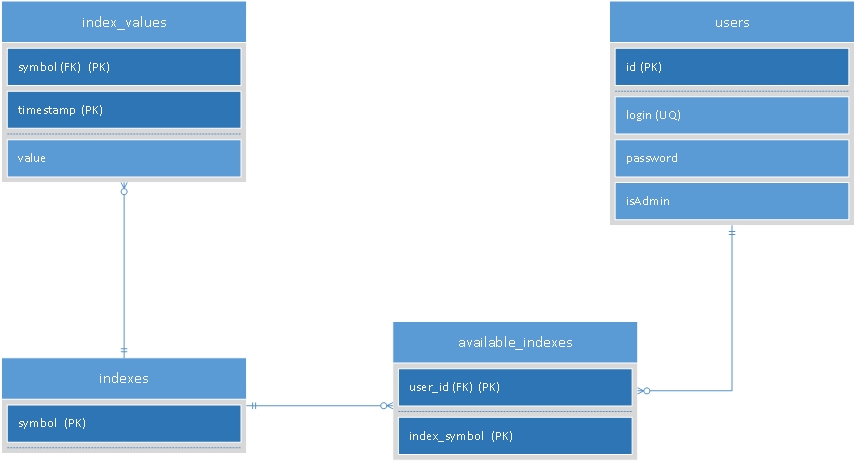 index_values
symbol (FK) (PK)
timestamp (PK)
value
users
id (PK)
login (UQ)
password
isAdmin
indexes
symbol (PK)
available_indexes
user_id (FK) (PK)
index_symbol (PK)